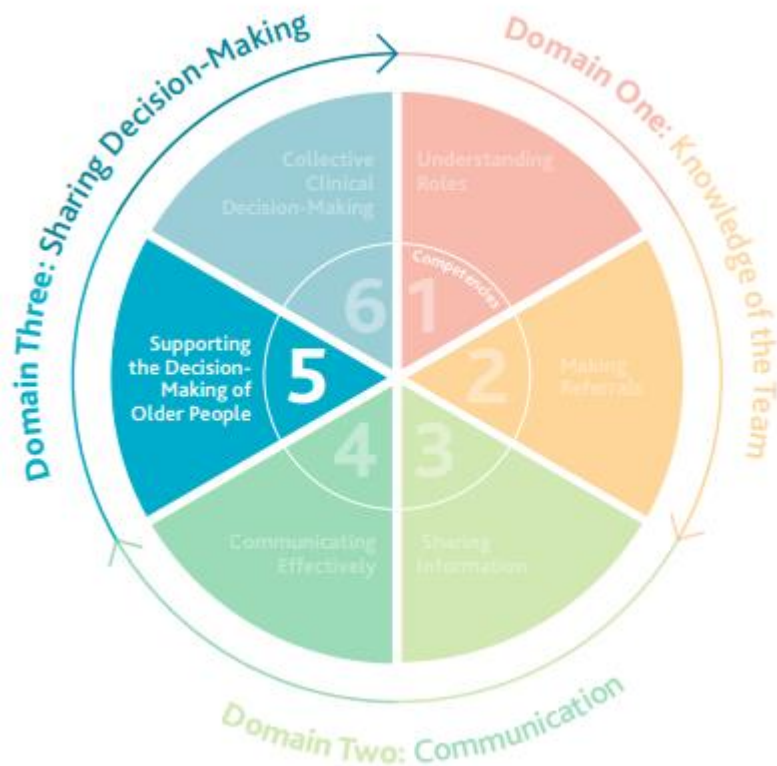 Domain One: Knowledge of the Team
Understanding
Roles
Competencies
1
2
Making
Referrals
3
Sharing
Information
Domain Two: Communication
4
Communicating
Effectively
Domain Three: Sharing Decision-Making
5
Supporting
the Decision-
Making of
Older People
6
Collective
Clinical
Decision-Making